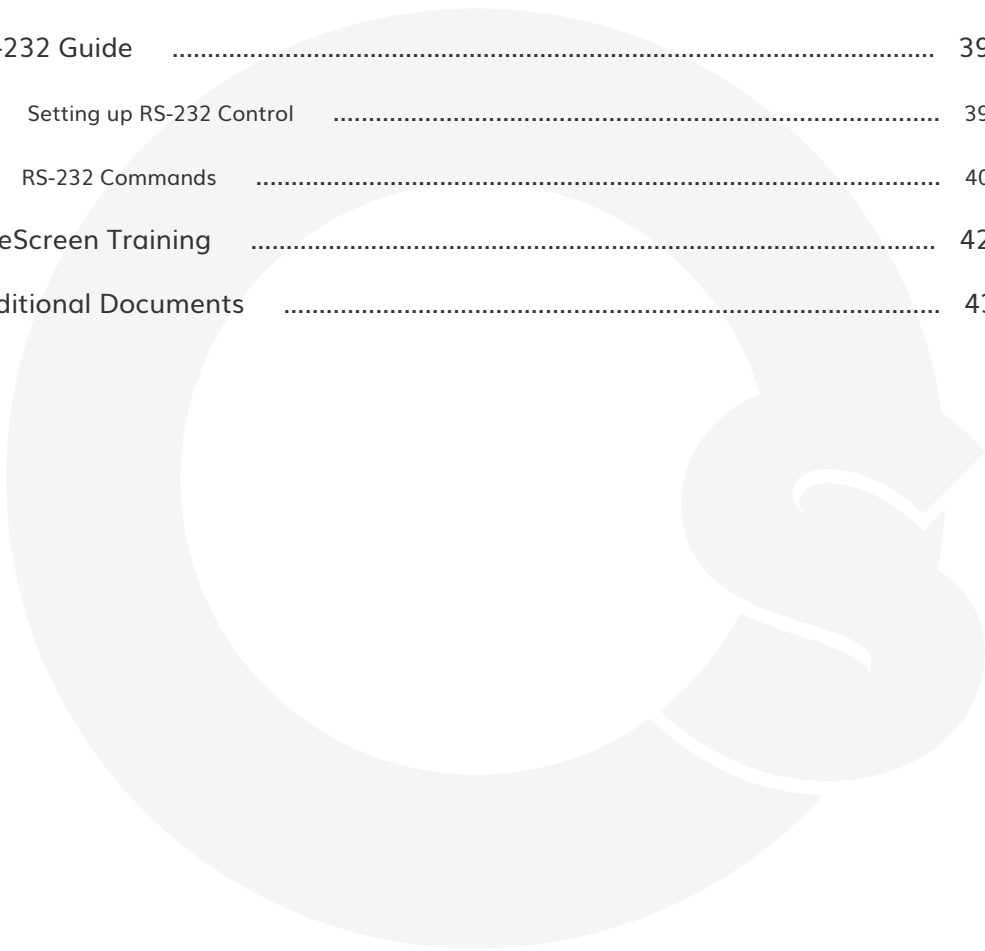 -232 Guide ........................................................................................ 39
Setting up RS-232 Control ........................................................................ 39
RS-232 Commands ................................................................................ 40
eScreen Training ................................................................................ 42
ditional Documents ............................................................................ 43